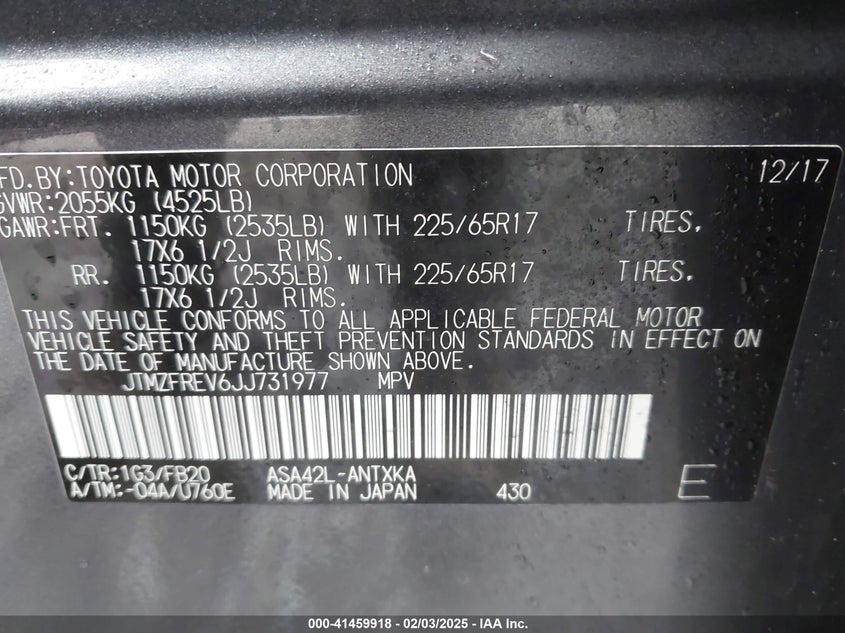 FD. BY: TOYOTA MOTOR CORPORATION 12/17
GVWR: 2055KG (4525LB)
GAWR: FRT. 1150KG (2535LB) WITH 225/65R17 TIRES.
17X6 1/2J RIMS.
RR. 1150KG (2535LB) WITH 225/65R17 TIRES.
17X6 1/2J RIMS.
THIS VEHICLE CONFORMS TO ALL APPLICABLE FEDERAL MOTOR
VEHICLE SAFETY AND THEFT PREVENTION STANDARDS IN EFFECT ON
THE DATE OF MANUFACTURE SHOWN ABOVE.
JTMZFREV6JJ731977 MPV
C/TR: 1G3/FB20 ASA42L-ANTXKA
A/TM: -04A/U760E MADE IN JAPAN 430 E
000-41459918 - 02/03/2025 - IAA Inc.